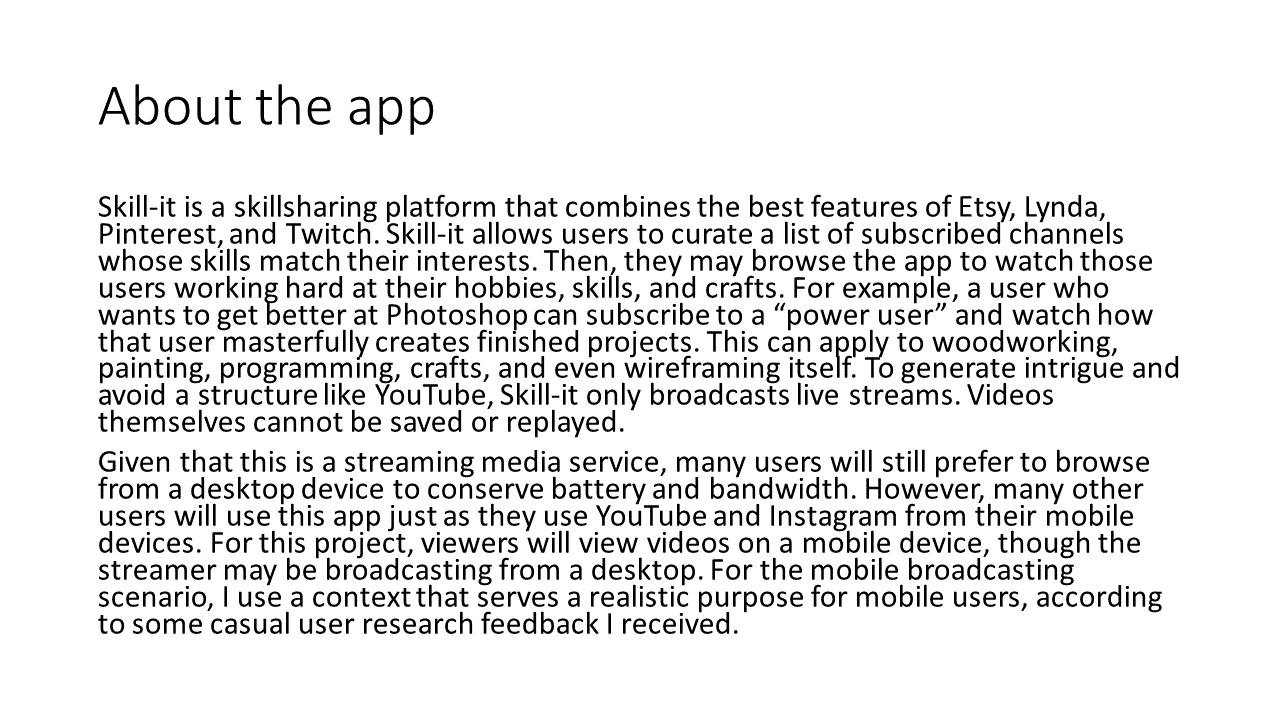 About the app
Skill-it is a skillsharing platform that combines the best features of Etsy, Lynda,
Pinterest, and Twitch. Skill-it allows users to curate a list of subscribed channels
whose skills match their interests. Then, they may browse the app to watch those
users working hard at their hobbies, skills, and crafts. For example, a user who
wants to get better at Photoshop can subscribe to a “power user” and watch how
that user masterfully creates finished projects. This can apply to woodworking,
painting, programming, crafts, and even wireframing itself. To generate intrigue and
avoid a structure like YouTube, Skill-it only broadcasts live streams. Videos
themselves cannot be saved or replayed.
Given that this is a streaming media service, many users will still prefer to browse
from a desktop device to conserve battery and bandwidth. However, many other
users will use this app just as they use YouTube and Instagram from their mobile
devices. For this project, viewers will view videos on a mobile device, though the
streamer may be broadcasting from a desktop. For the mobile broadcasting
scenario, I use a context that serves a realistic purpose for mobile users, according
to some casual user research feedback I received.